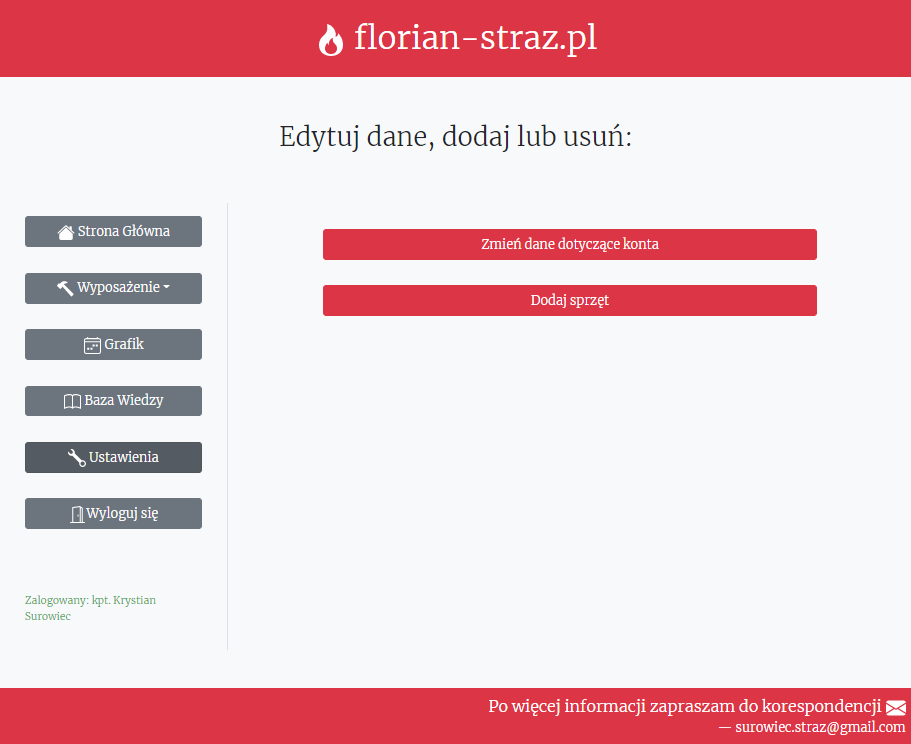 florian-straz.pl
Edytuj dane, dodaj lub usuń:
Strona Główna
Wyposażenie
Grafik
Baza Wiedzy
Ustawienia
Wyloguj się
Zalogowany: kpt. Krystian
Surowiec
Zmień dane dotyczące konta
Dodaj sprzęt
Po więcej informacji zapraszam do korespondencji
— surowiec.straz@gmail.com